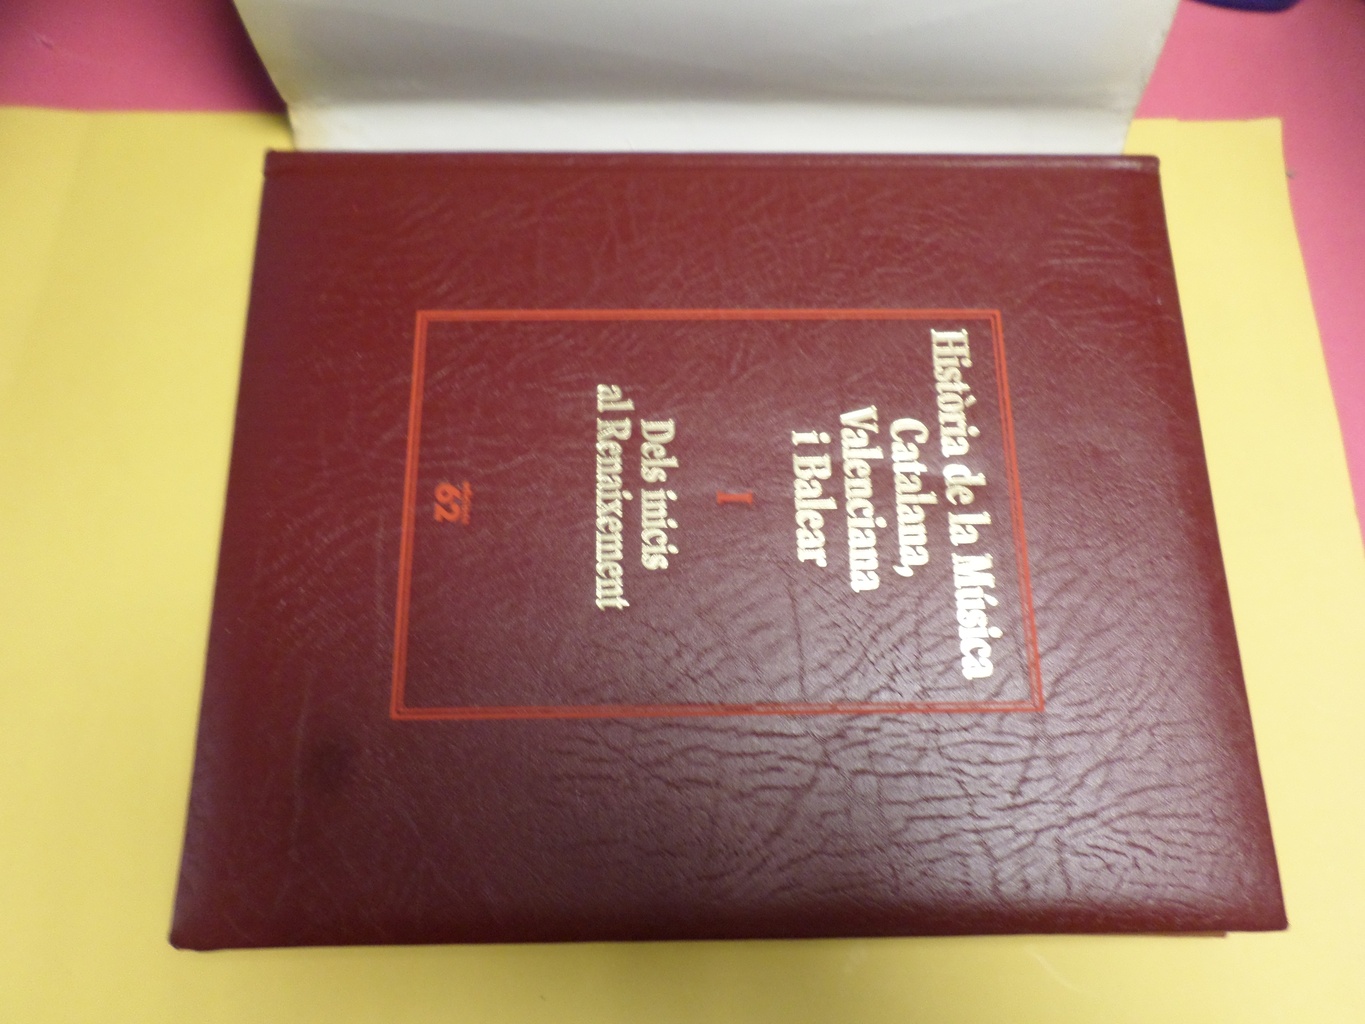 Història de la Música
Catalana,
Valenciana
i Balear
I
Dels inicis
al Renaixement
62